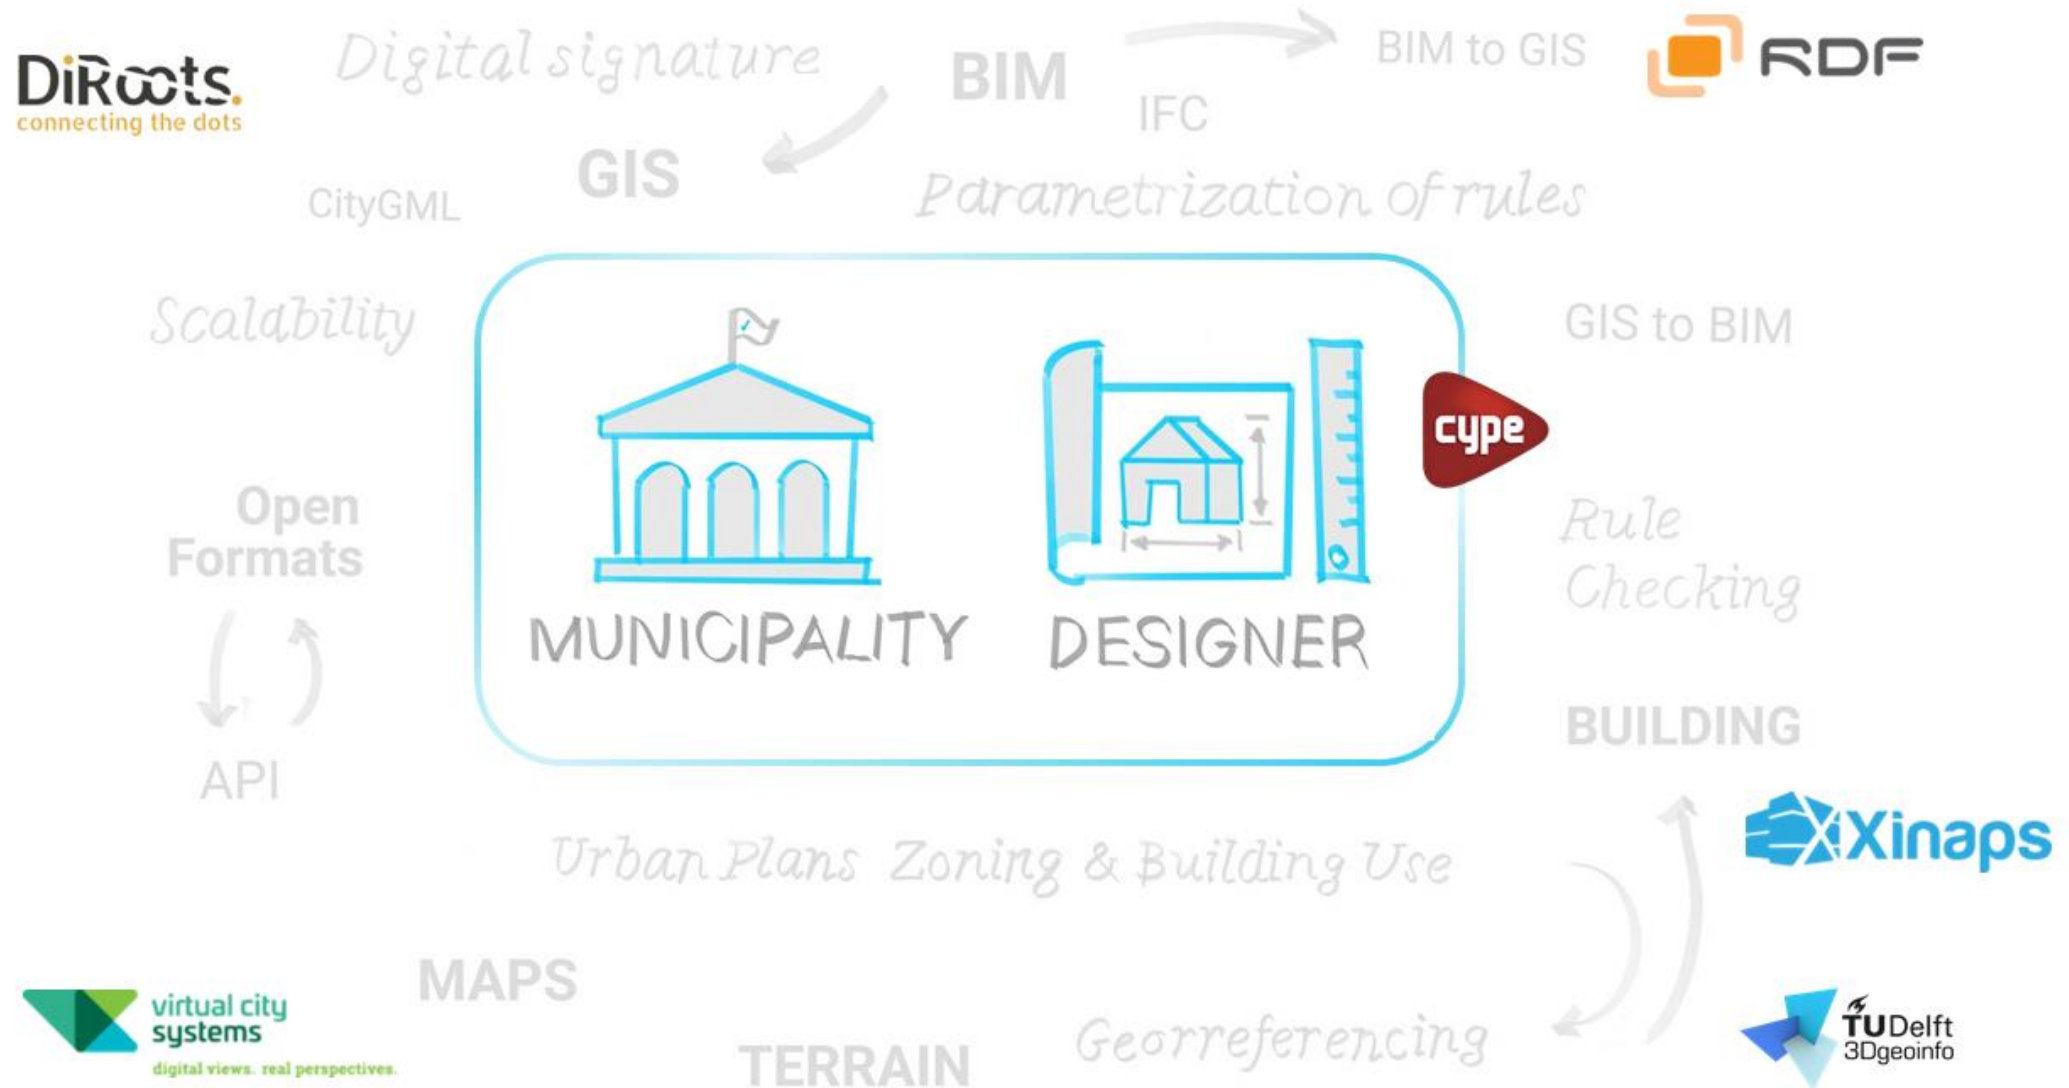 DiRoots.
connecting the dots
Digital signature
BIM
BIM to GIS
RDF
IFC
GIS
CityGML
Parametrization of rules
Scalability
GIS to BIM
cype
Open
Formats
Rule
Checking
MUNICIPALITY
DESIGNER
BUILDING
API
Xinaps
Urban Plans Zoning & Building Use
MAPS
virtual city
systems
digital views. real perspectives.
TERRAIN
Georreferencing
TUDelft
3Dgeoinfo